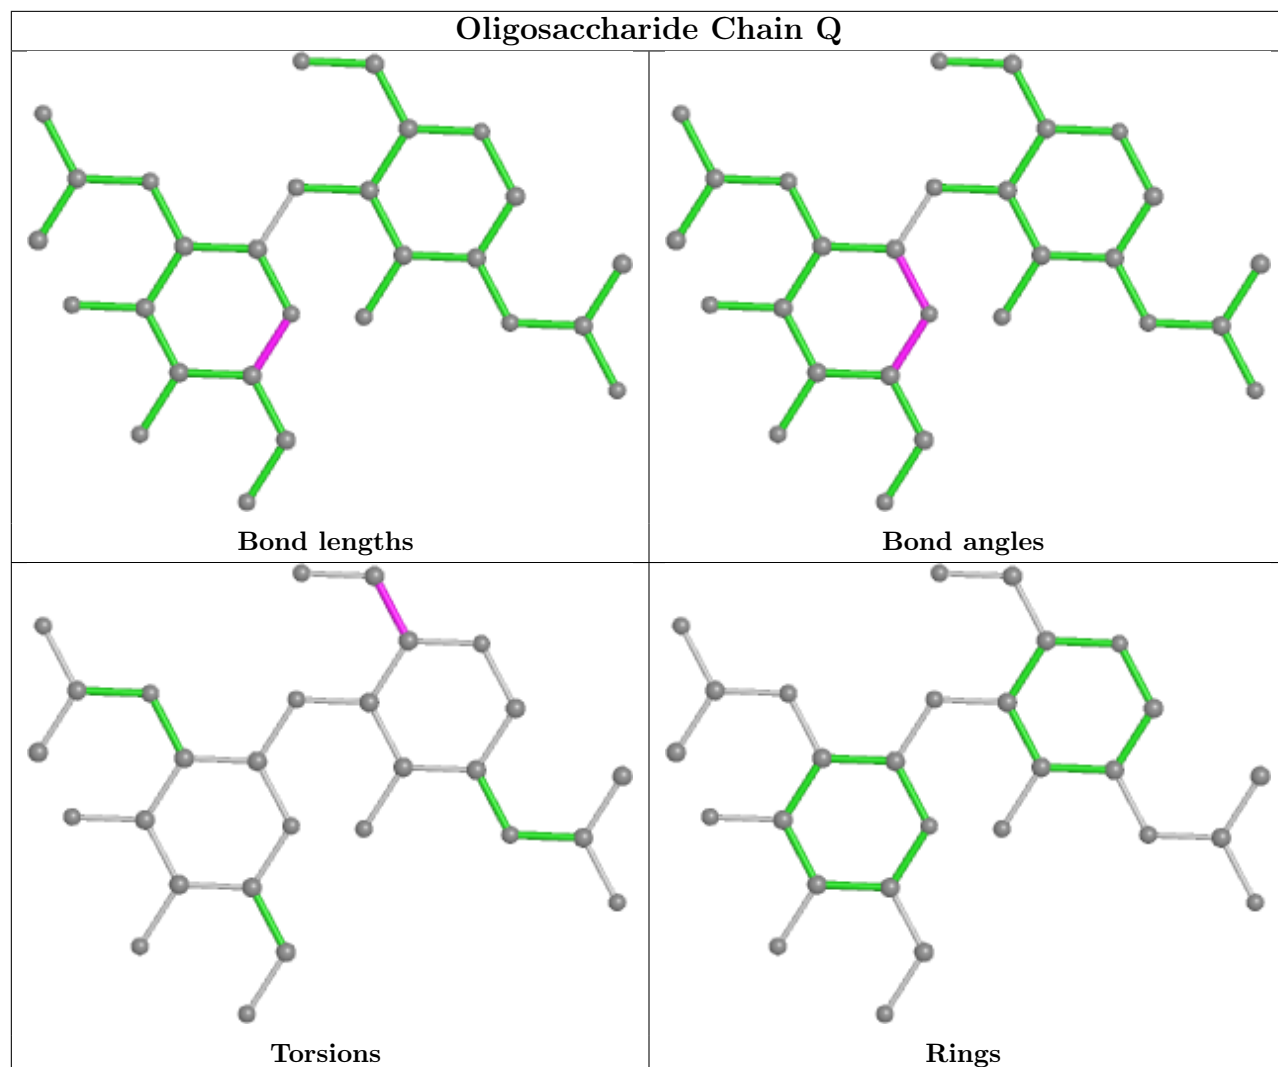 Oligosaccharide Chain Q
Bond lengths
Bond angles
Torsions
Rings